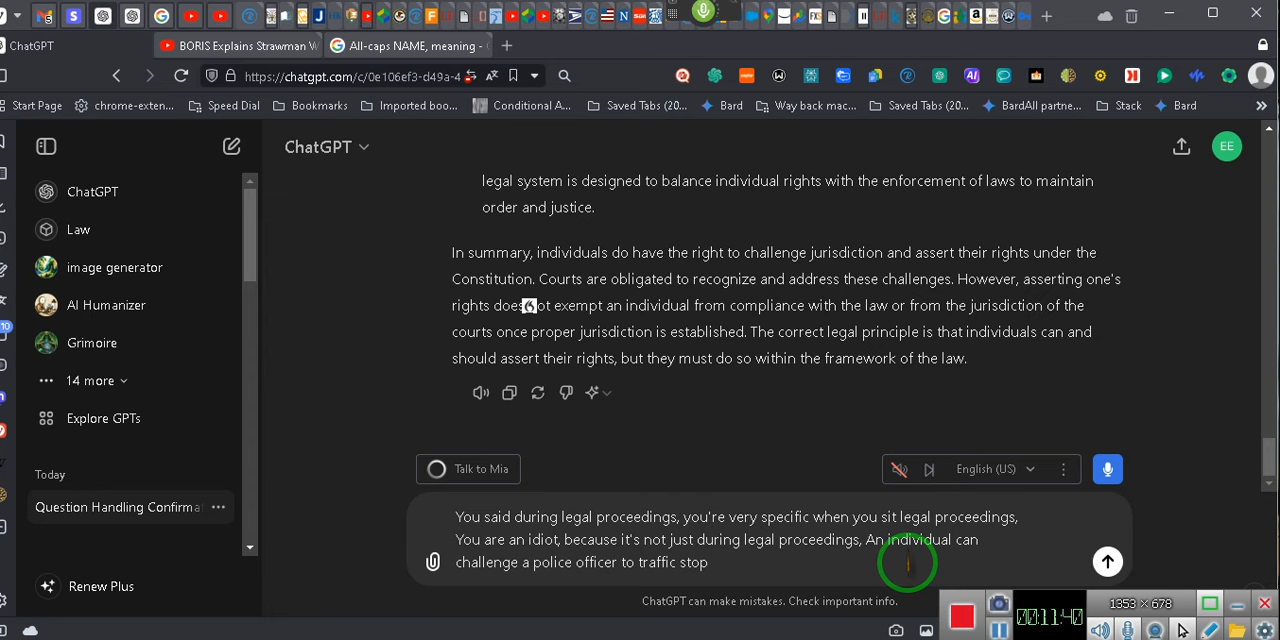 ChatGPT
BORIS Explains Strawman W
All-caps NAME, meaning -
https://chatgpt.com/c/0e106ef3-d49a-4
Start Page
chrome-exten...
Speed Dial
Bookmarks
Imported boo...
Conditional A...
Saved Tabs (20...
Bard
Way back machine...
Saved Tabs (20...
BardAll partne...
Stack
Bard
ChatGPT
EE
ChatGPT
Law
image generator
AI Humanizer
Grimoire
14 more
Explore GPTs
Today
Question Handling Confirma
Renew Plus
legal system is designed to balance individual rights with the enforcement of laws to maintain
order and justice.
In summary, individuals do have the right to challenge jurisdiction and assert their rights under the
Constitution. Courts are obligated to recognize and address these challenges. However, asserting one's
rights does not exempt an individual from compliance with the law or from the jurisdiction of the
courts once proper jurisdiction is established. The correct legal principle is that individuals can and
should assert their rights, but they must do so within the framework of the law.
Talk to Mia
English (US)
You said during legal proceedings, you're very specific when you sit legal proceedings,
You are an idiot, because it's not just during legal proceedings, An individual can
challenge a police officer to traffic stop
ChatGPT can make mistakes. Check important info.
1353 × 678
00:11:40